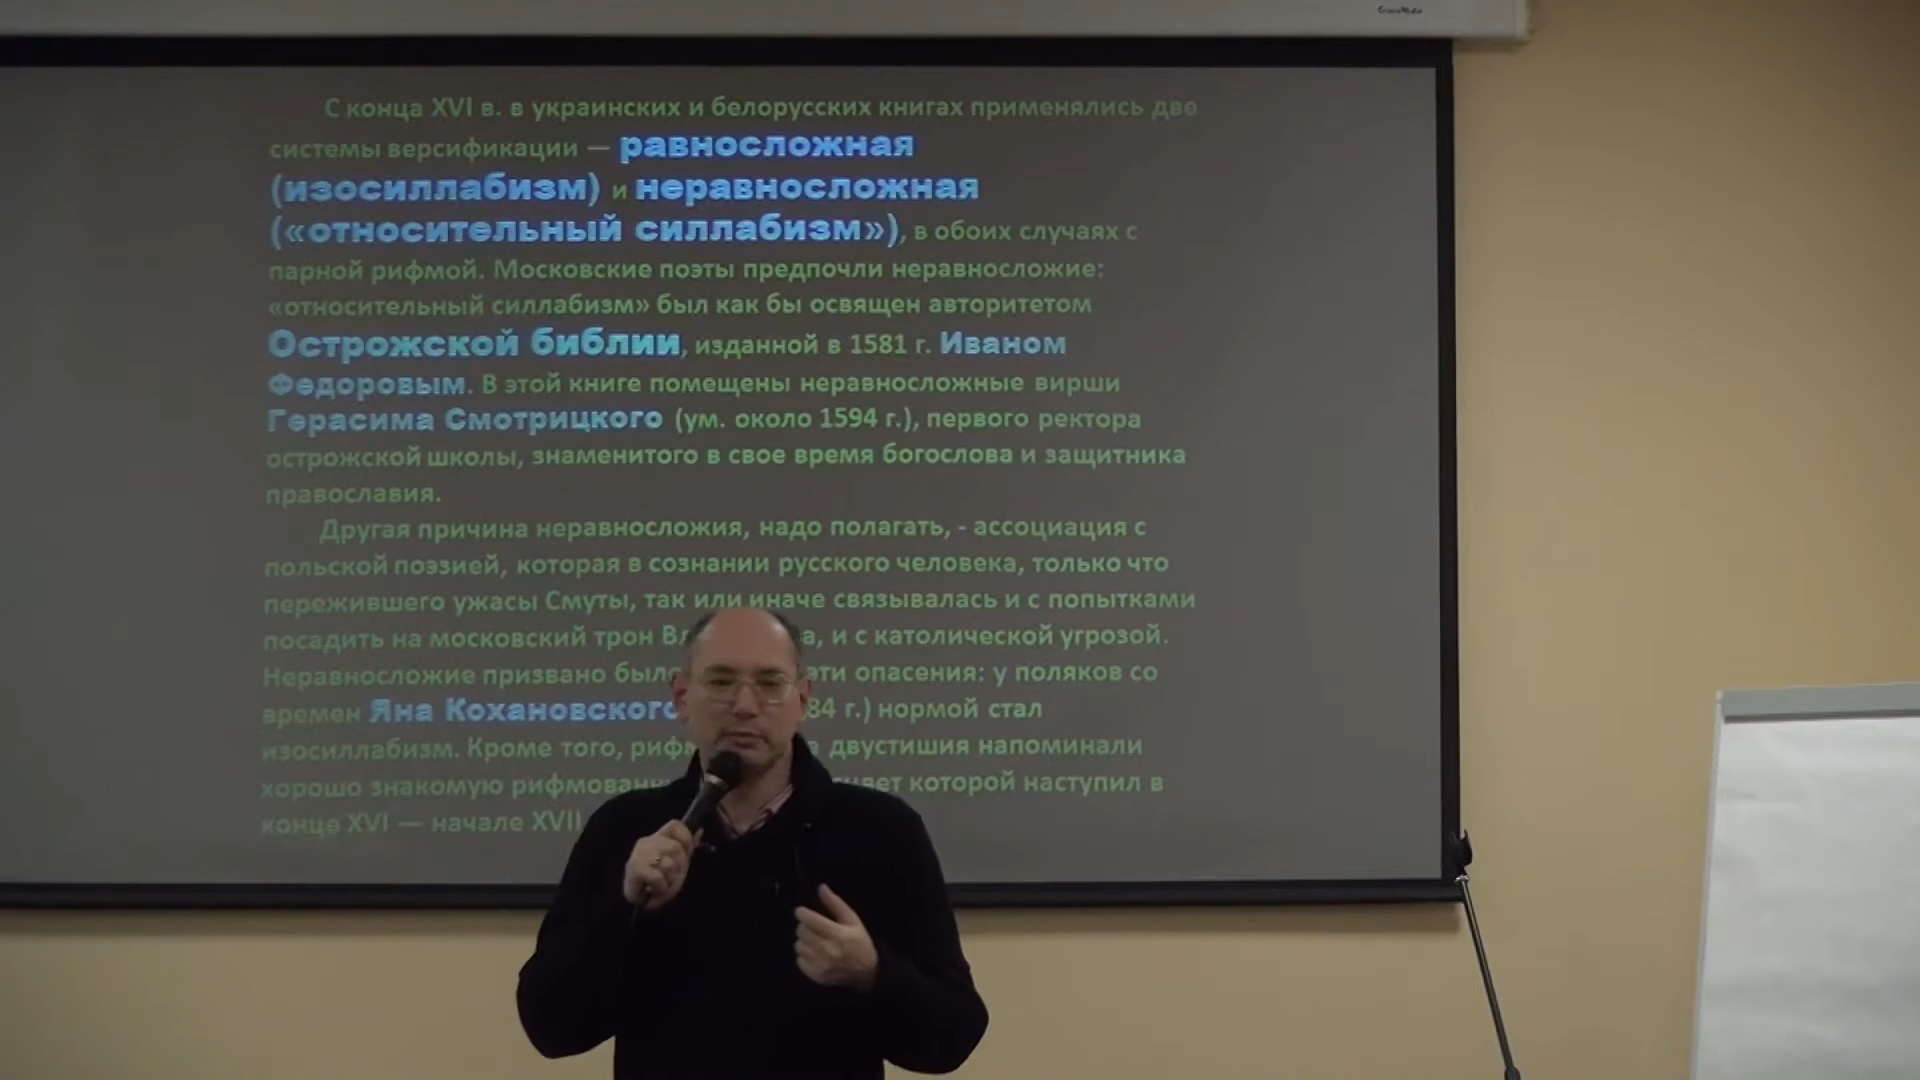 С конца XVI в. в украинских и белорусских книгах применялись две
системы версификации — равносложная
(изосиллабизм) и неравносложная
(«относительный силлабизм»), в обоих случаях с
парной рифмой. Московские поэты предпочли неравносложие:
«относительный силлабизм» был как бы освящен авторитетом
Острожской библии, изданной в 1581 г. Иваном
Федоровым. В этой книге помещены неравносложные вирши
Герасима Смотрицкого (ум. около 1594 г.), первого ректора
острожской школы, знаменитого в свое время богослова и защитника
православия.
Другая причина неравносложия, надо полагать, - ассоциация с
польской поэзией, которая в сознании русского человека, только что
пережившего ужасы Смуты, так или иначе связывалась и с попытками
посадить на московский трон и с католической угрозой.
Неравносложие призвано эти опасения: у поляков со
времен Яна Кохановского 84 г.) нормой стал
изосиллабизм. Кроме того, двустишия напоминали
хорошо знакомую которой наступил в
конце XVI — начале XVII